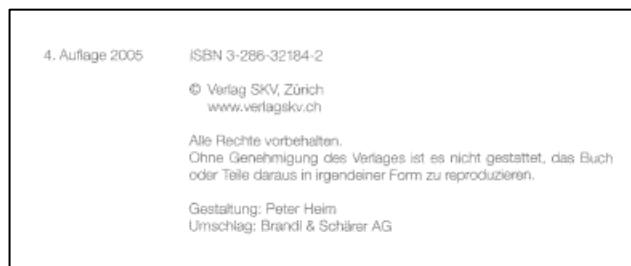 4. Auflage 2005 ISBN 3-286-32184-2
© Verlag SKV, Zürich
www.verlagskv.ch
Alle Rechte vorbehalten.
Ohne Genehmigung des Verlages ist es nicht gestattet, das Buch
oder Teile daraus in irgendeiner Form zu reproduzieren.
Gestaltung: Peter Heim
Umschlag: Brandl & Schärer AG